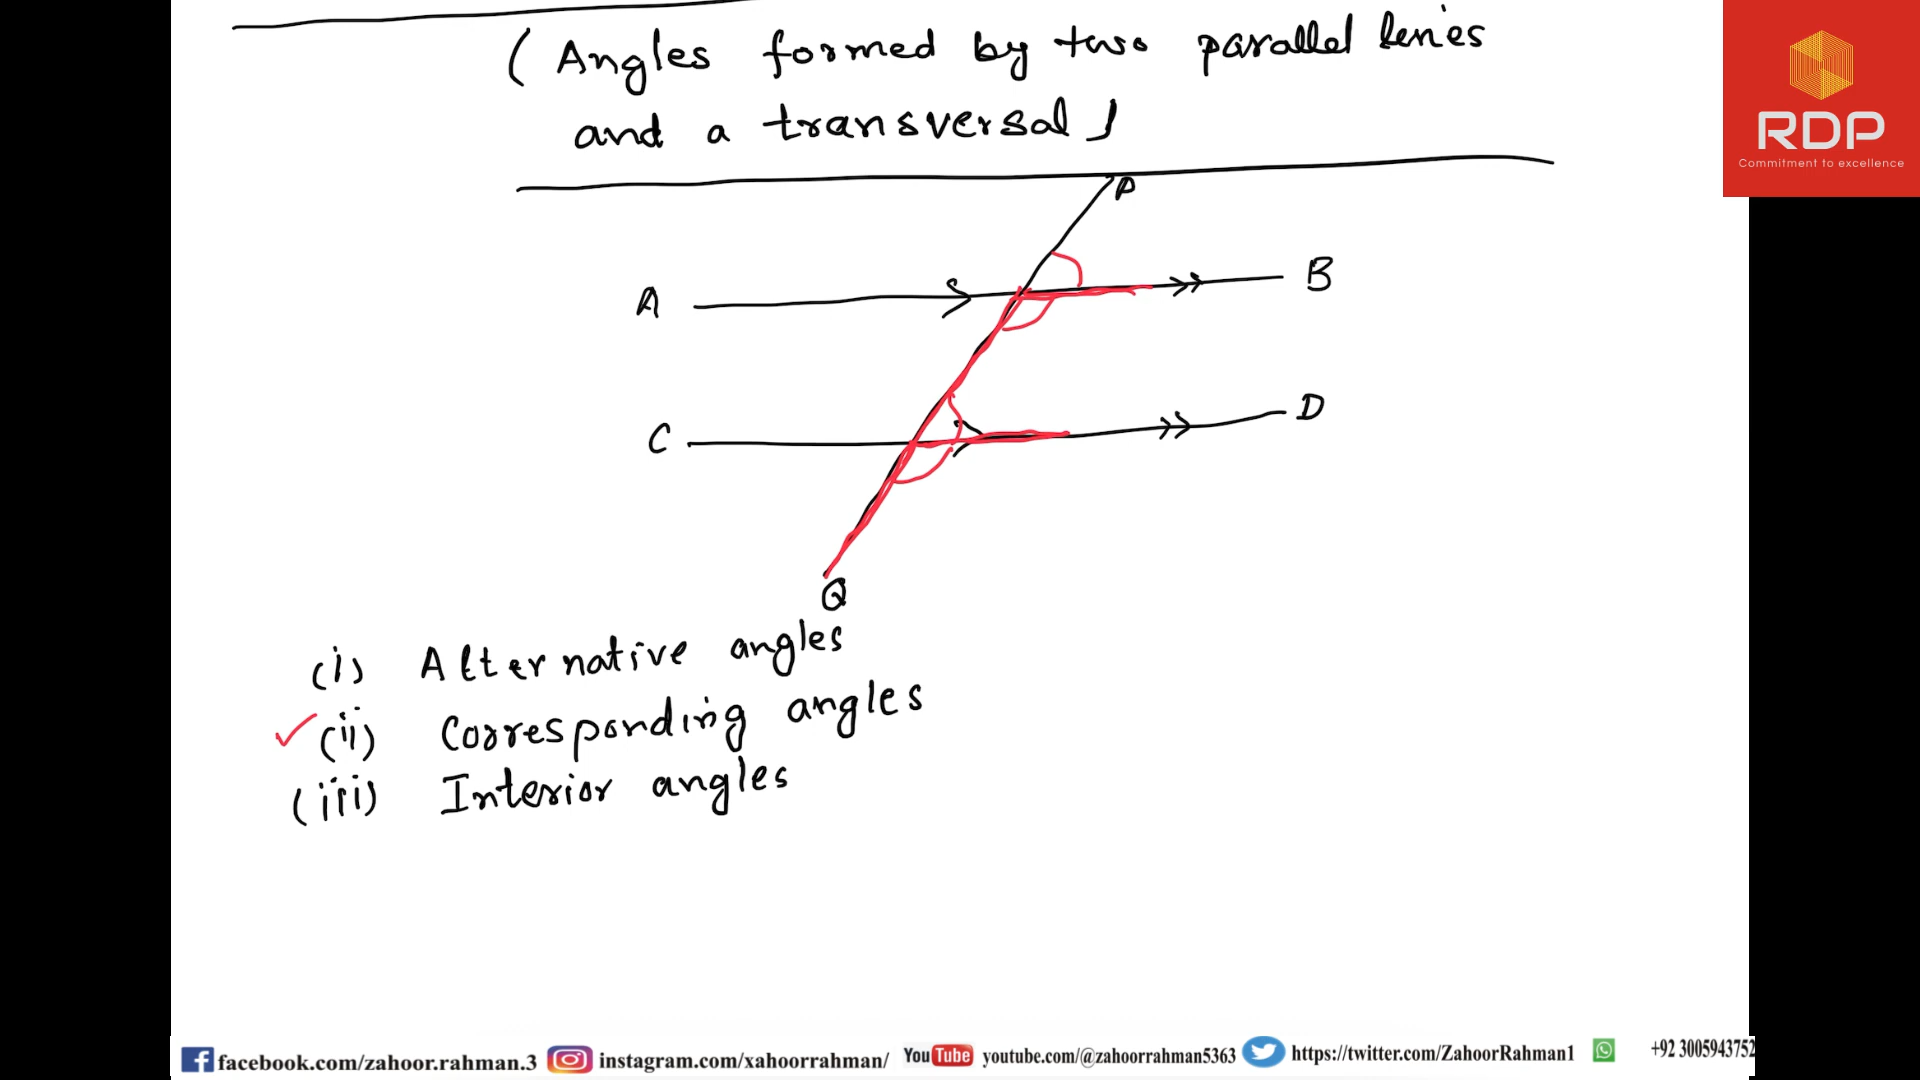 (Angles formed by two parallel lenies
and a transversal)
RDP
Commitment to excellence
P
A
B
C
D
Q
(i) Alternative angles
✓ (ii) Corresponding angles
(iii) Interior angles
facebook.com/zahoor.rahman.3 instagram.com/xahoorrahman/ YouTube youtube.com/@zahoorrahman5363 https://twitter.com/ZahoorRahman1 +92 3005943752